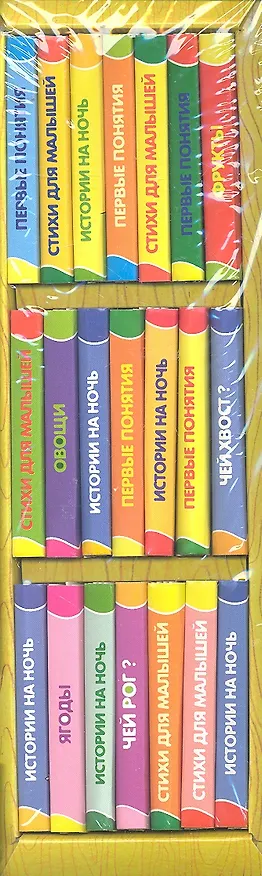 ПЕРВЫЕ ПОНЯТИЯ
СТИХИ ДЛЯ МАЛЫШЕЙ
ИСТОРИИ НА НОЧЬ
ПЕРВЫЕ ПОНЯТИЯ
СТИХИ ДЛЯ МАЛЫШЕЙ
ПЕРВЫЕ ПОНЯТИЯ
ФРУКТЫ
СТИХИ ДЛЯ МАЛЫШЕЙ
ОВОЩИ
ИСТОРИИ НА НОЧЬ
ПЕРВЫЕ ПОНЯТИЯ
ИСТОРИИ НА НОЧЬ
ПЕРВЫЕ ПОНЯТИЯ
ЧЕЙ ХВОСТ?
ИСТОРИИ НА НОЧЬ
ЯГОДЫ
ИСТОРИИ НА НОЧЬ
ЧЕЙ РОГ?
СТИХИ ДЛЯ МАЛЫШЕЙ
СТИХИ ДЛЯ МАЛЫШЕЙ
ИСТОРИИ НА НОЧЬ